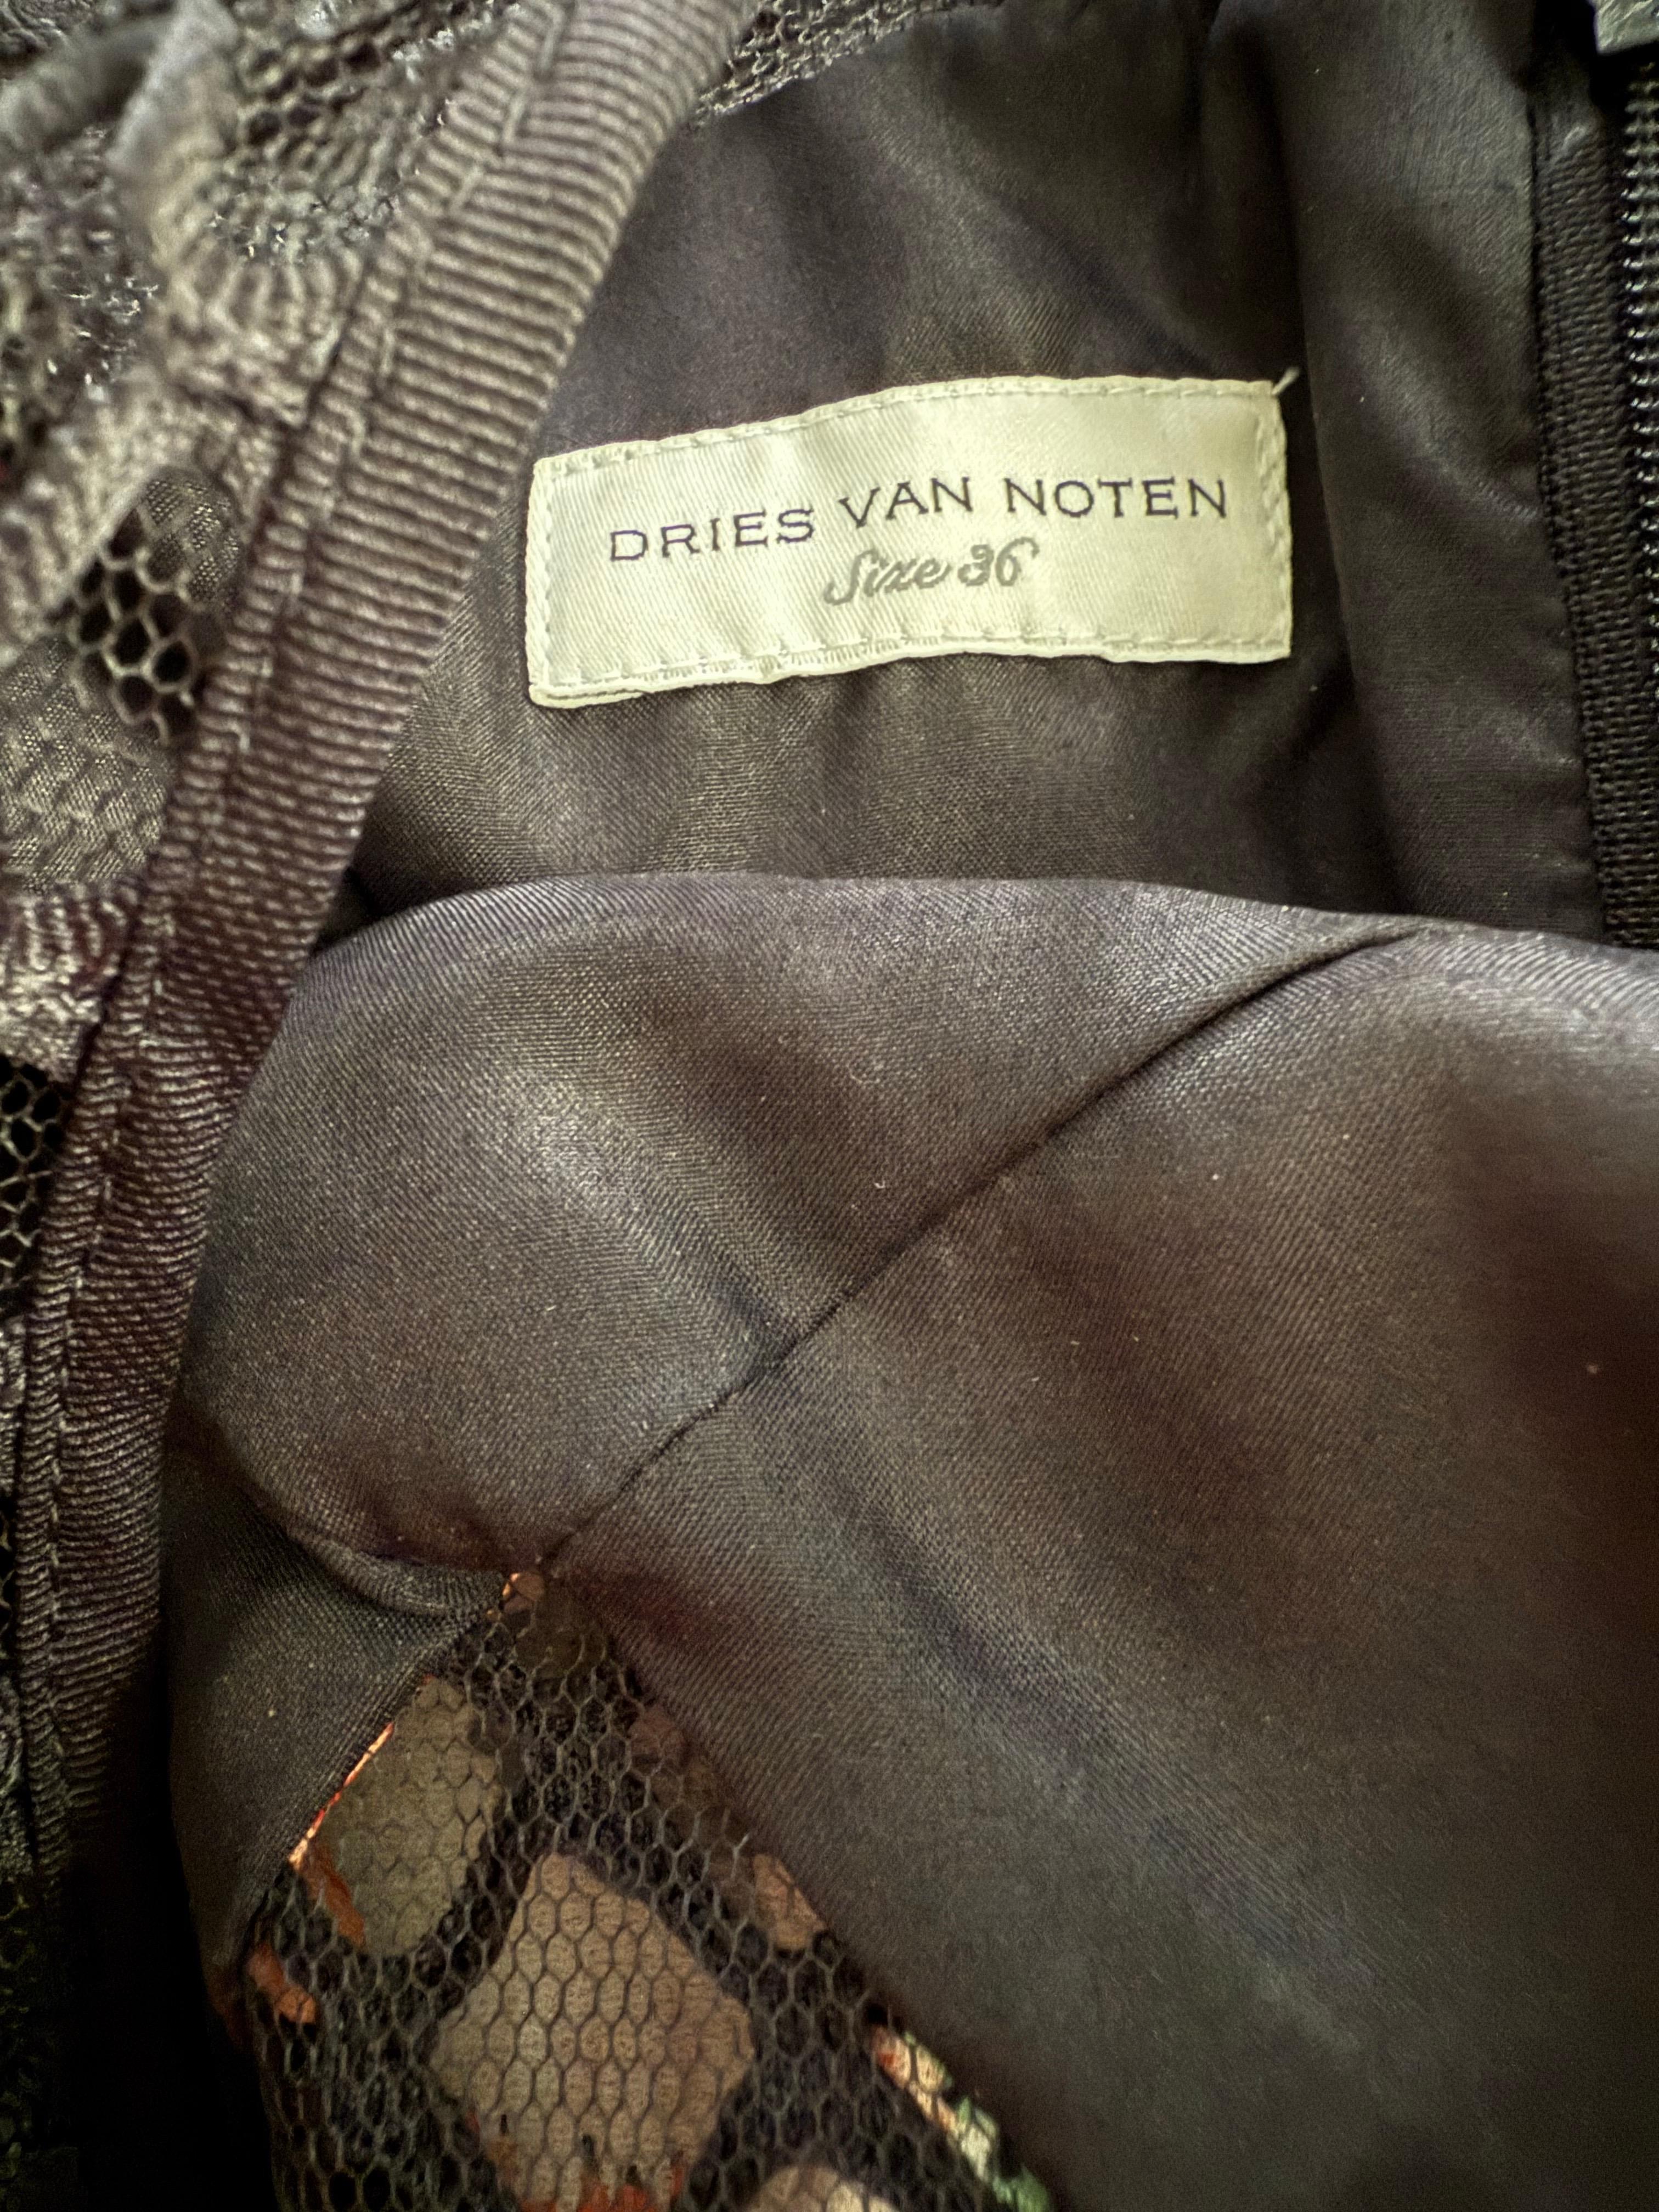 DRIES VAN NOTEN
Size 36